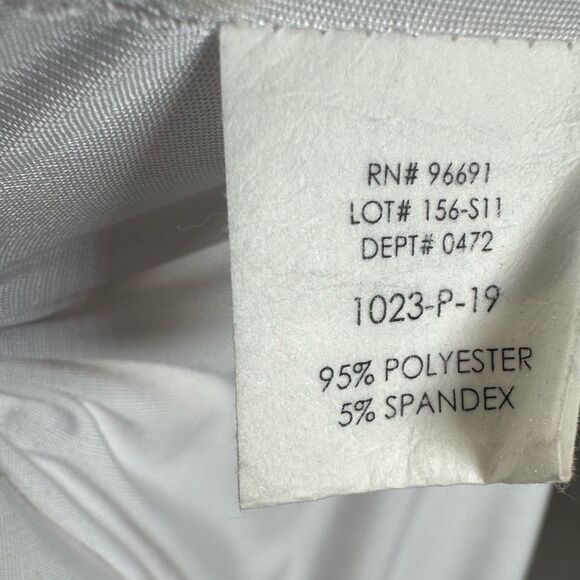 RN# 96691
LOT# 156-S11
DEPT# 0472
1023-P-19
95% POLYESTER
5% SPANDEX